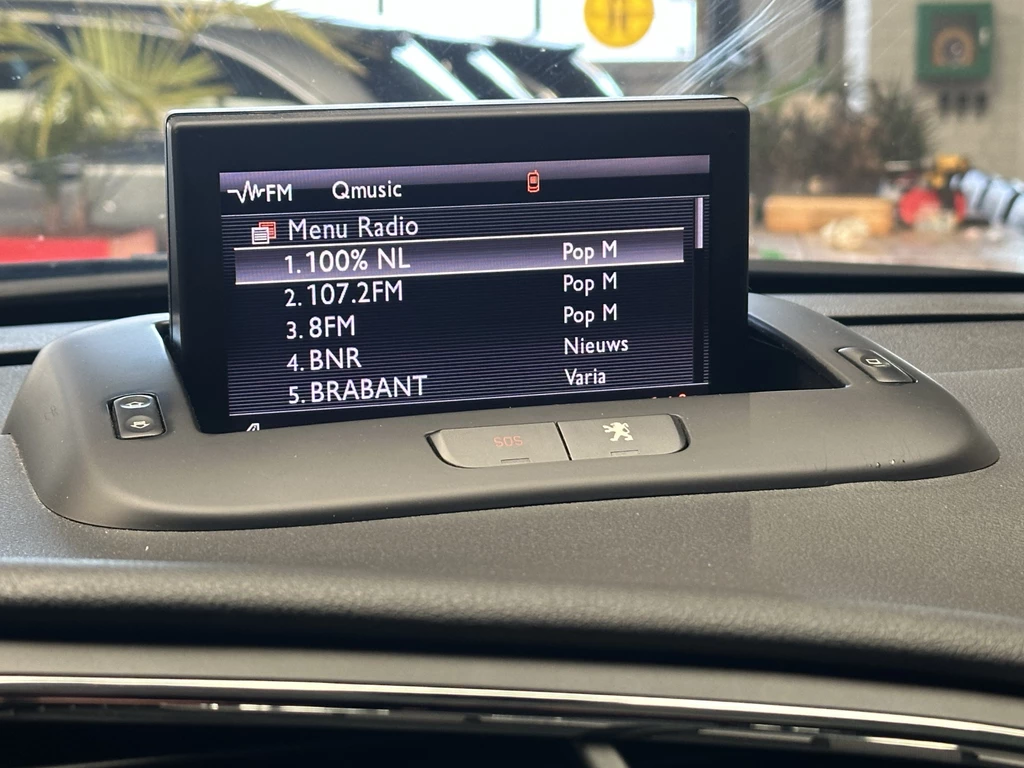 FM Qmusic
Menu Radio
1. 100% NL Pop M
2. 107.2FM Pop M
3. 8FM Pop M
4. BNR Nieuws
5. BRABANT Varia
SOS